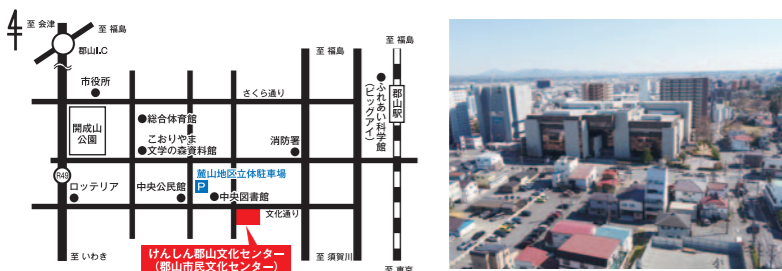 至 会津
至 福島
郡山I.C
至 福島
至 福島
市役所
さくら通り
ふれあい科学館
(ビッグアイ)
郡山駅
開成山
公園
総合体育館
こおりやま
文学の森資料館
消防署
麓山地区立体駐車場
R49
ロッテリア
中央公民館
P
中央図書館
文化通り
けんしん郡山文化センター
(郡山市民文化センター)
至 いわき
至 須賀川
至 東京